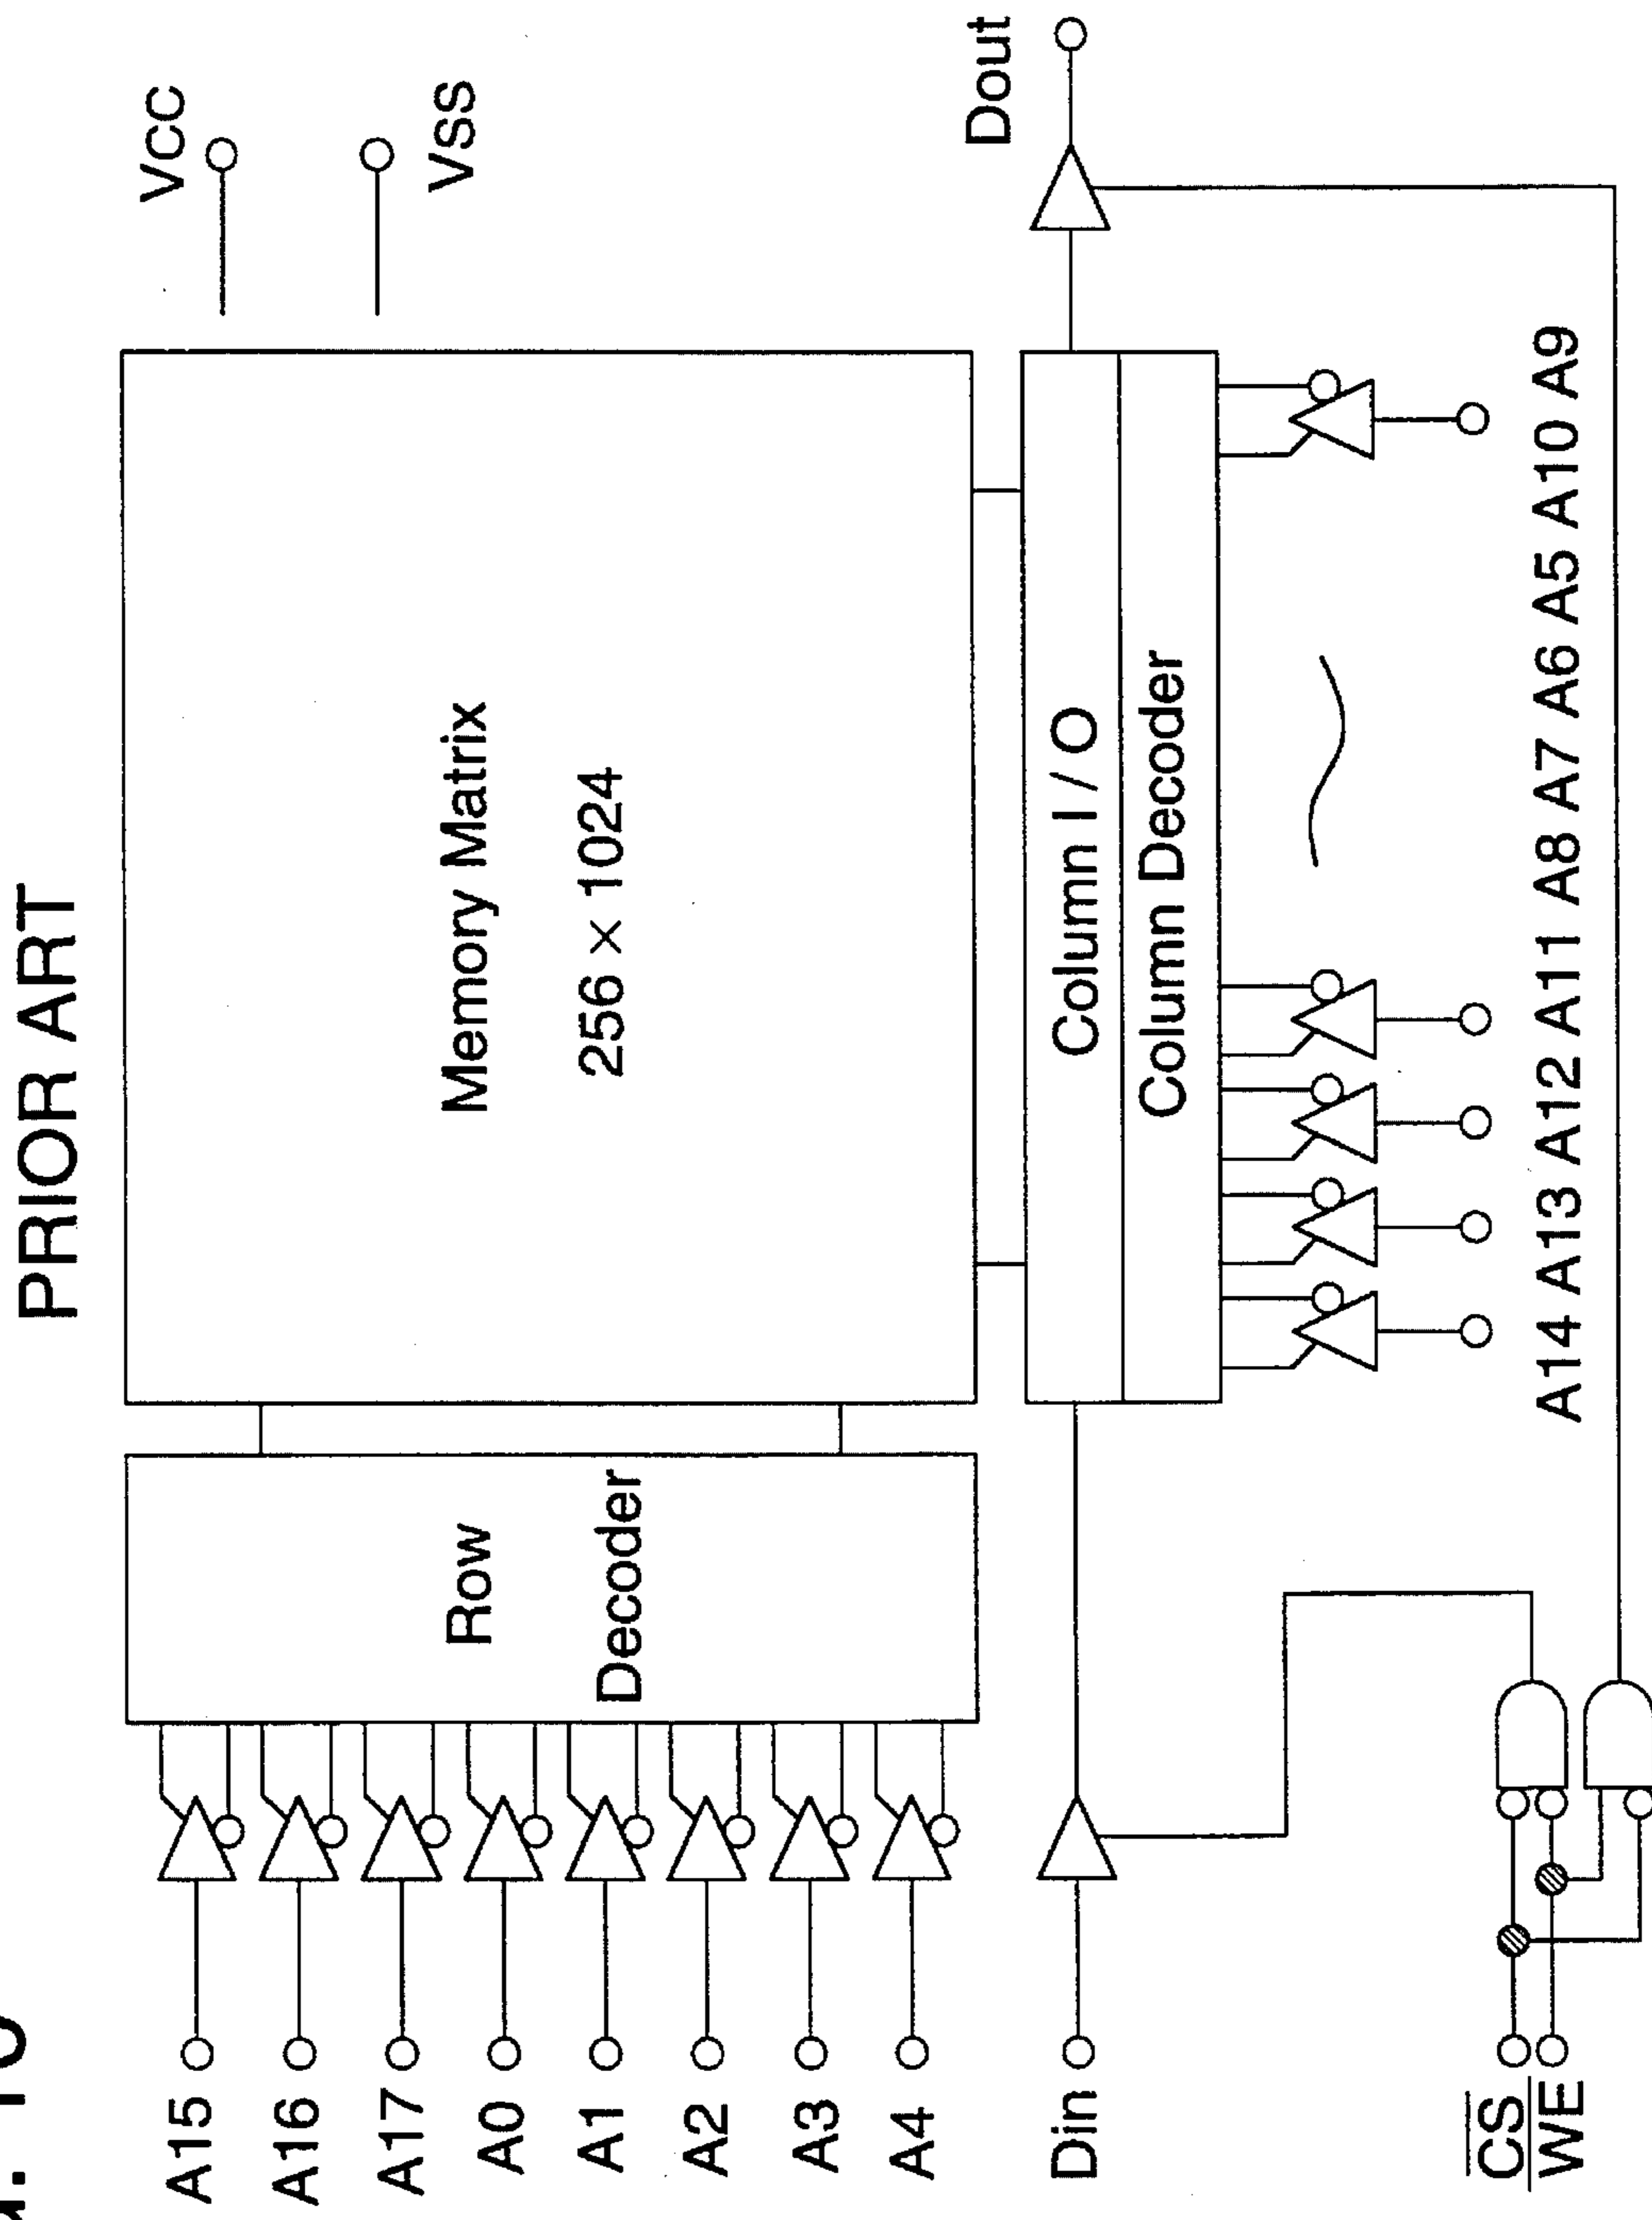 PRIOR ART
Vcc
Vss
Memory Matrix
256 × 1024
Row
Decoder
A15
A16
A17
A0
A1
A2
A3
A4
Column I / O
Column Decoder
Din
Dout
A14 A13 A12 A11 A8 A7 A6 A5 A10 A9
CS
WE